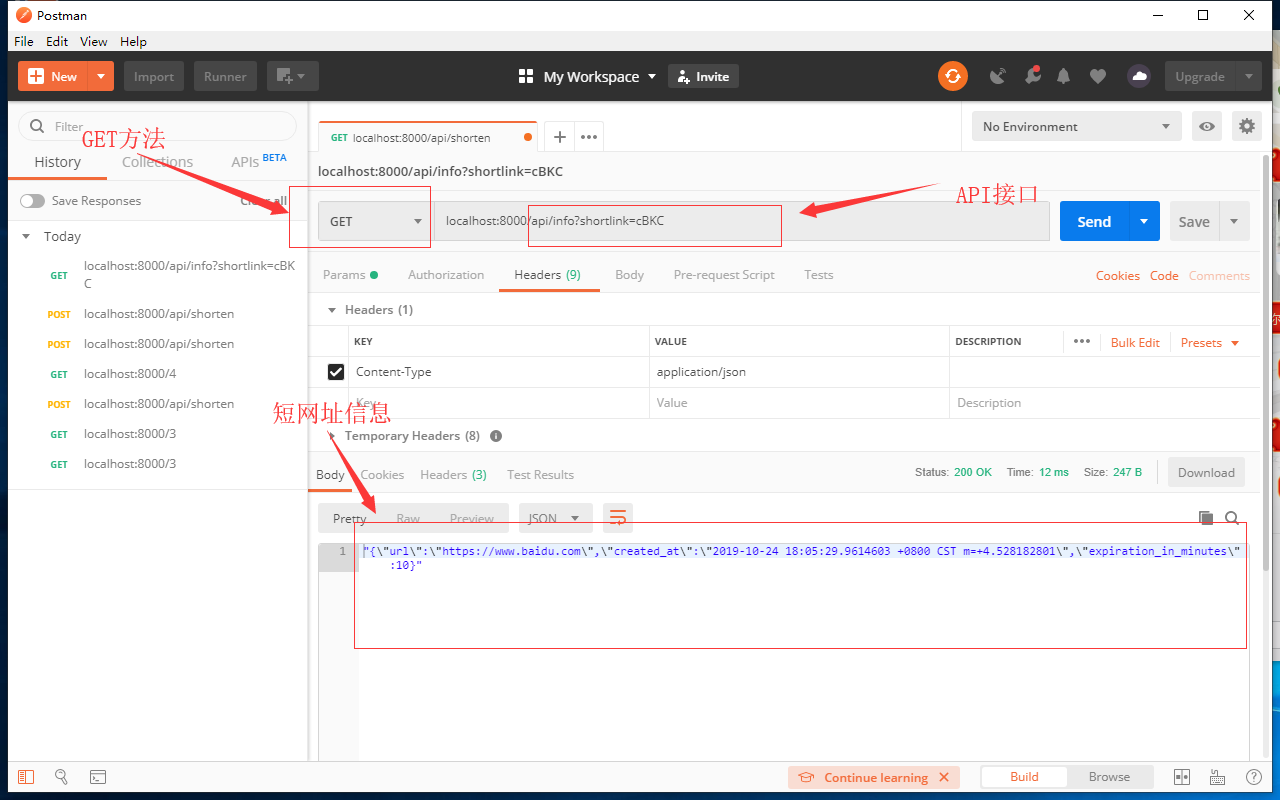 Postman
File Edit View Help
New Import Runner My Workspace Invite Upgrade
Filter
GET方法
History Collections APIs BETA
Save Responses Clear all
Today
GET localhost:8000/api/info?shortlink=cBK
C
POST localhost:8000/api/shorten
POST localhost:8000/api/shorten
GET localhost:8000/4
POST localhost:8000/api/shorten
GET localhost:8000/3
GET localhost:8000/3
GET localhost:8000/api/shorten
No Environment
localhost:8000/api/info?shortlink=cBKC
API接口
GET localhost:8000/api/info?shortlink=cBKC Send Save
Params Authorization Headers (9) Body Pre-request Script Tests Cookies Code Comments
Headers (1)
KEY VALUE DESCRIPTION Bulk Edit Presets
Content-Type application/json
Key Value Description
短网址信息
Temporary Headers (8)
Body Cookies Headers (3) Test Results Status: 200 OK Time: 12 ms Size: 247 B Download
Pretty Raw Preview JSON
1 "{\"url\":\"https://www.baidu.com\",\"created_at\":\"2019-10-24 18:05:29.9614603 +0800 CST m=+4.528182801\",\"expiration_in_minutes\"
:10}"
Continue learning Build Browse